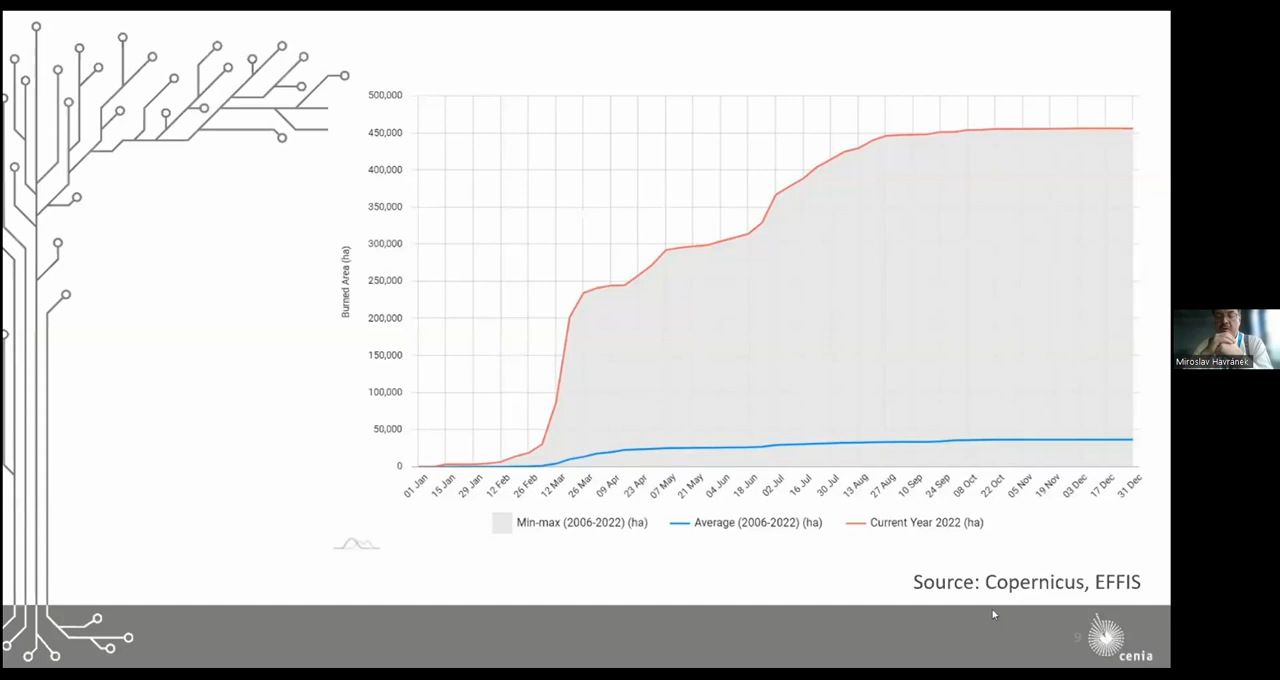 500,000
450,000
400,000
350,000
300,000
250,000
200,000
150,000
100,000
50,000
0
Burned Area (ha)
01 Jan
15 Jan
29 Jan
12 Feb
26 Feb
12 Mar
26 Mar
09 Apr
23 Apr
07 May
21 May
04 Jun
18 Jun
02 Jul
16 Jul
30 Jul
13 Aug
27 Aug
10 Sep
24 Sep
08 Oct
22 Oct
05 Nov
19 Nov
03 Dec
17 Dec
31 Dec
Min-max (2006-2022) (ha)
Average (2006-2022) (ha)
Current Year 2022 (ha)
Source: Copernicus, EFFIS
9
cenia
Miroslav Havránek